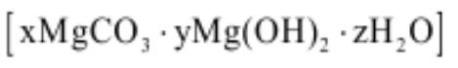 [xMgCO₃ · yMg(OH)₂ · zH₂O]